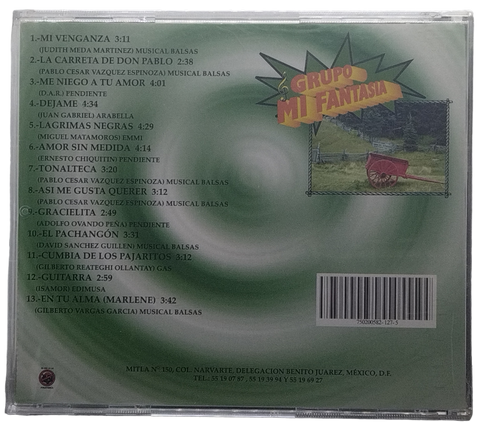 1.-MI VENGANZA 3:11
(JUDITH MEDA MARTINEZ) MUSICAL BALSAS
2.-LA CARRETA DE DON PABLO 2:38
(PABLO CESAR VAZQUEZ ESPINOZA) MUSICAL BALSAS
3.-ME NIEGO A TU AMOR 4:01
(D.A.R.) PENDIENTE
4.-DEJAME 4:34
(JUAN GABRIEL) ARABELLA
5.-LAGRIMAS NEGRAS 4:29
(MIGUEL MATAMOROS) EMMI
6.-AMOR SIN MEDIDA 4:14
(ERNESTO CHIQUITIN) PENDIENTE
7.-TONALTECA 3:20
(PABLO CESAR VAZQUEZ ESPINOZA) MUSICAL BALSAS
8.-ASI ME GUSTA QUERER 3:12
(PABLO CESAR VAZQUEZ ESPINOZA) MUSICAL BALSAS
9.-GRACIELITA 2:49
(ADOLFO OVANDO PEÑA) PENDIENTE
10.-EL PACHANGÓN 3:31
(DAVID SANCHEZ GUILLEN) MUSICAL BALSAS
11.-CUMBIA DE LOS PAJARITOS 3:12
(GILBERTO REATEGHI OLLANTAY) GAS
12.-GUITARRA 2:59
(ISAMOR) EDIMUSA
13.-EN TU ALMA (MARLENE) 3:42
(GILBERTO VARGAS GARCIA) MUSICAL BALSAS
GRUPO
MI FANTASIA
MITLA Nº 150, COL. NARVARTE, DELEGACION BENITO JUAREZ, MÉXICO, D.F.